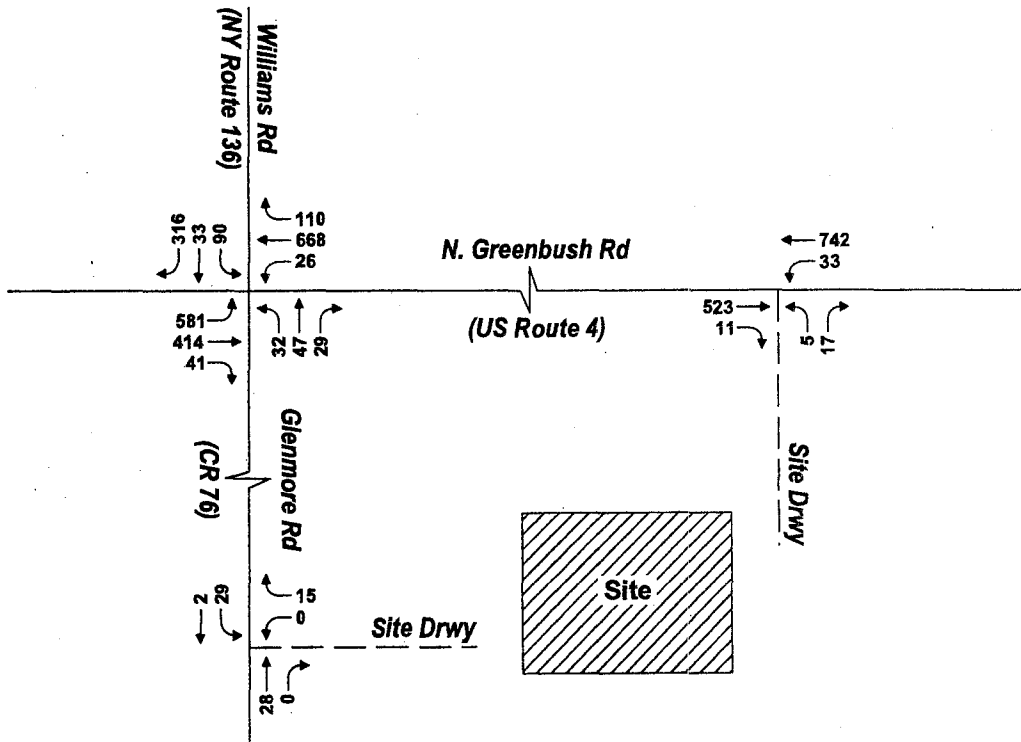 Williams Rd
(NY Route 136)
316
33
90
110
668
26
N. Greenbush Rd
(US Route 4)
742
33
581
414
41
32
47
29
523
11
5
17
Glenmore Rd
(CR 76)
Site Drwy
Site
2
29
15
0
Site Drwy
28
0